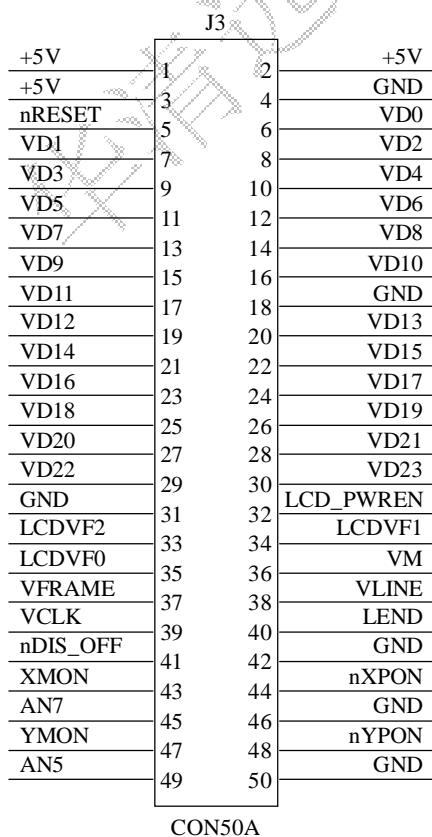 J3
+5V 1 2 +5V
+5V 3 4 GND
nRESET 5 6 VD0
VD1 7 8 VD2
VD3 9 10 VD4
VD5 11 12 VD6
VD7 13 14 VD8
VD9 15 16 VD10
VD11 17 18 GND
VD12 19 20 VD13
VD14 21 22 VD15
VD16 23 24 VD17
VD18 25 26 VD19
VD20 27 28 VD21
VD22 29 30 VD23
GND 31 32 LCD_PWREN
LCDVF2 33 34 LCDVF1
LCDVF0 35 36 VM
VFRAME 37 38 VLINE
VCLK 39 40 LEND
nDIS_OFF 41 42 GND
XMON 43 44 nXPON
AN7 45 46 GND
YMON 47 48 nYPON
AN5 49 50 GND
CON50A